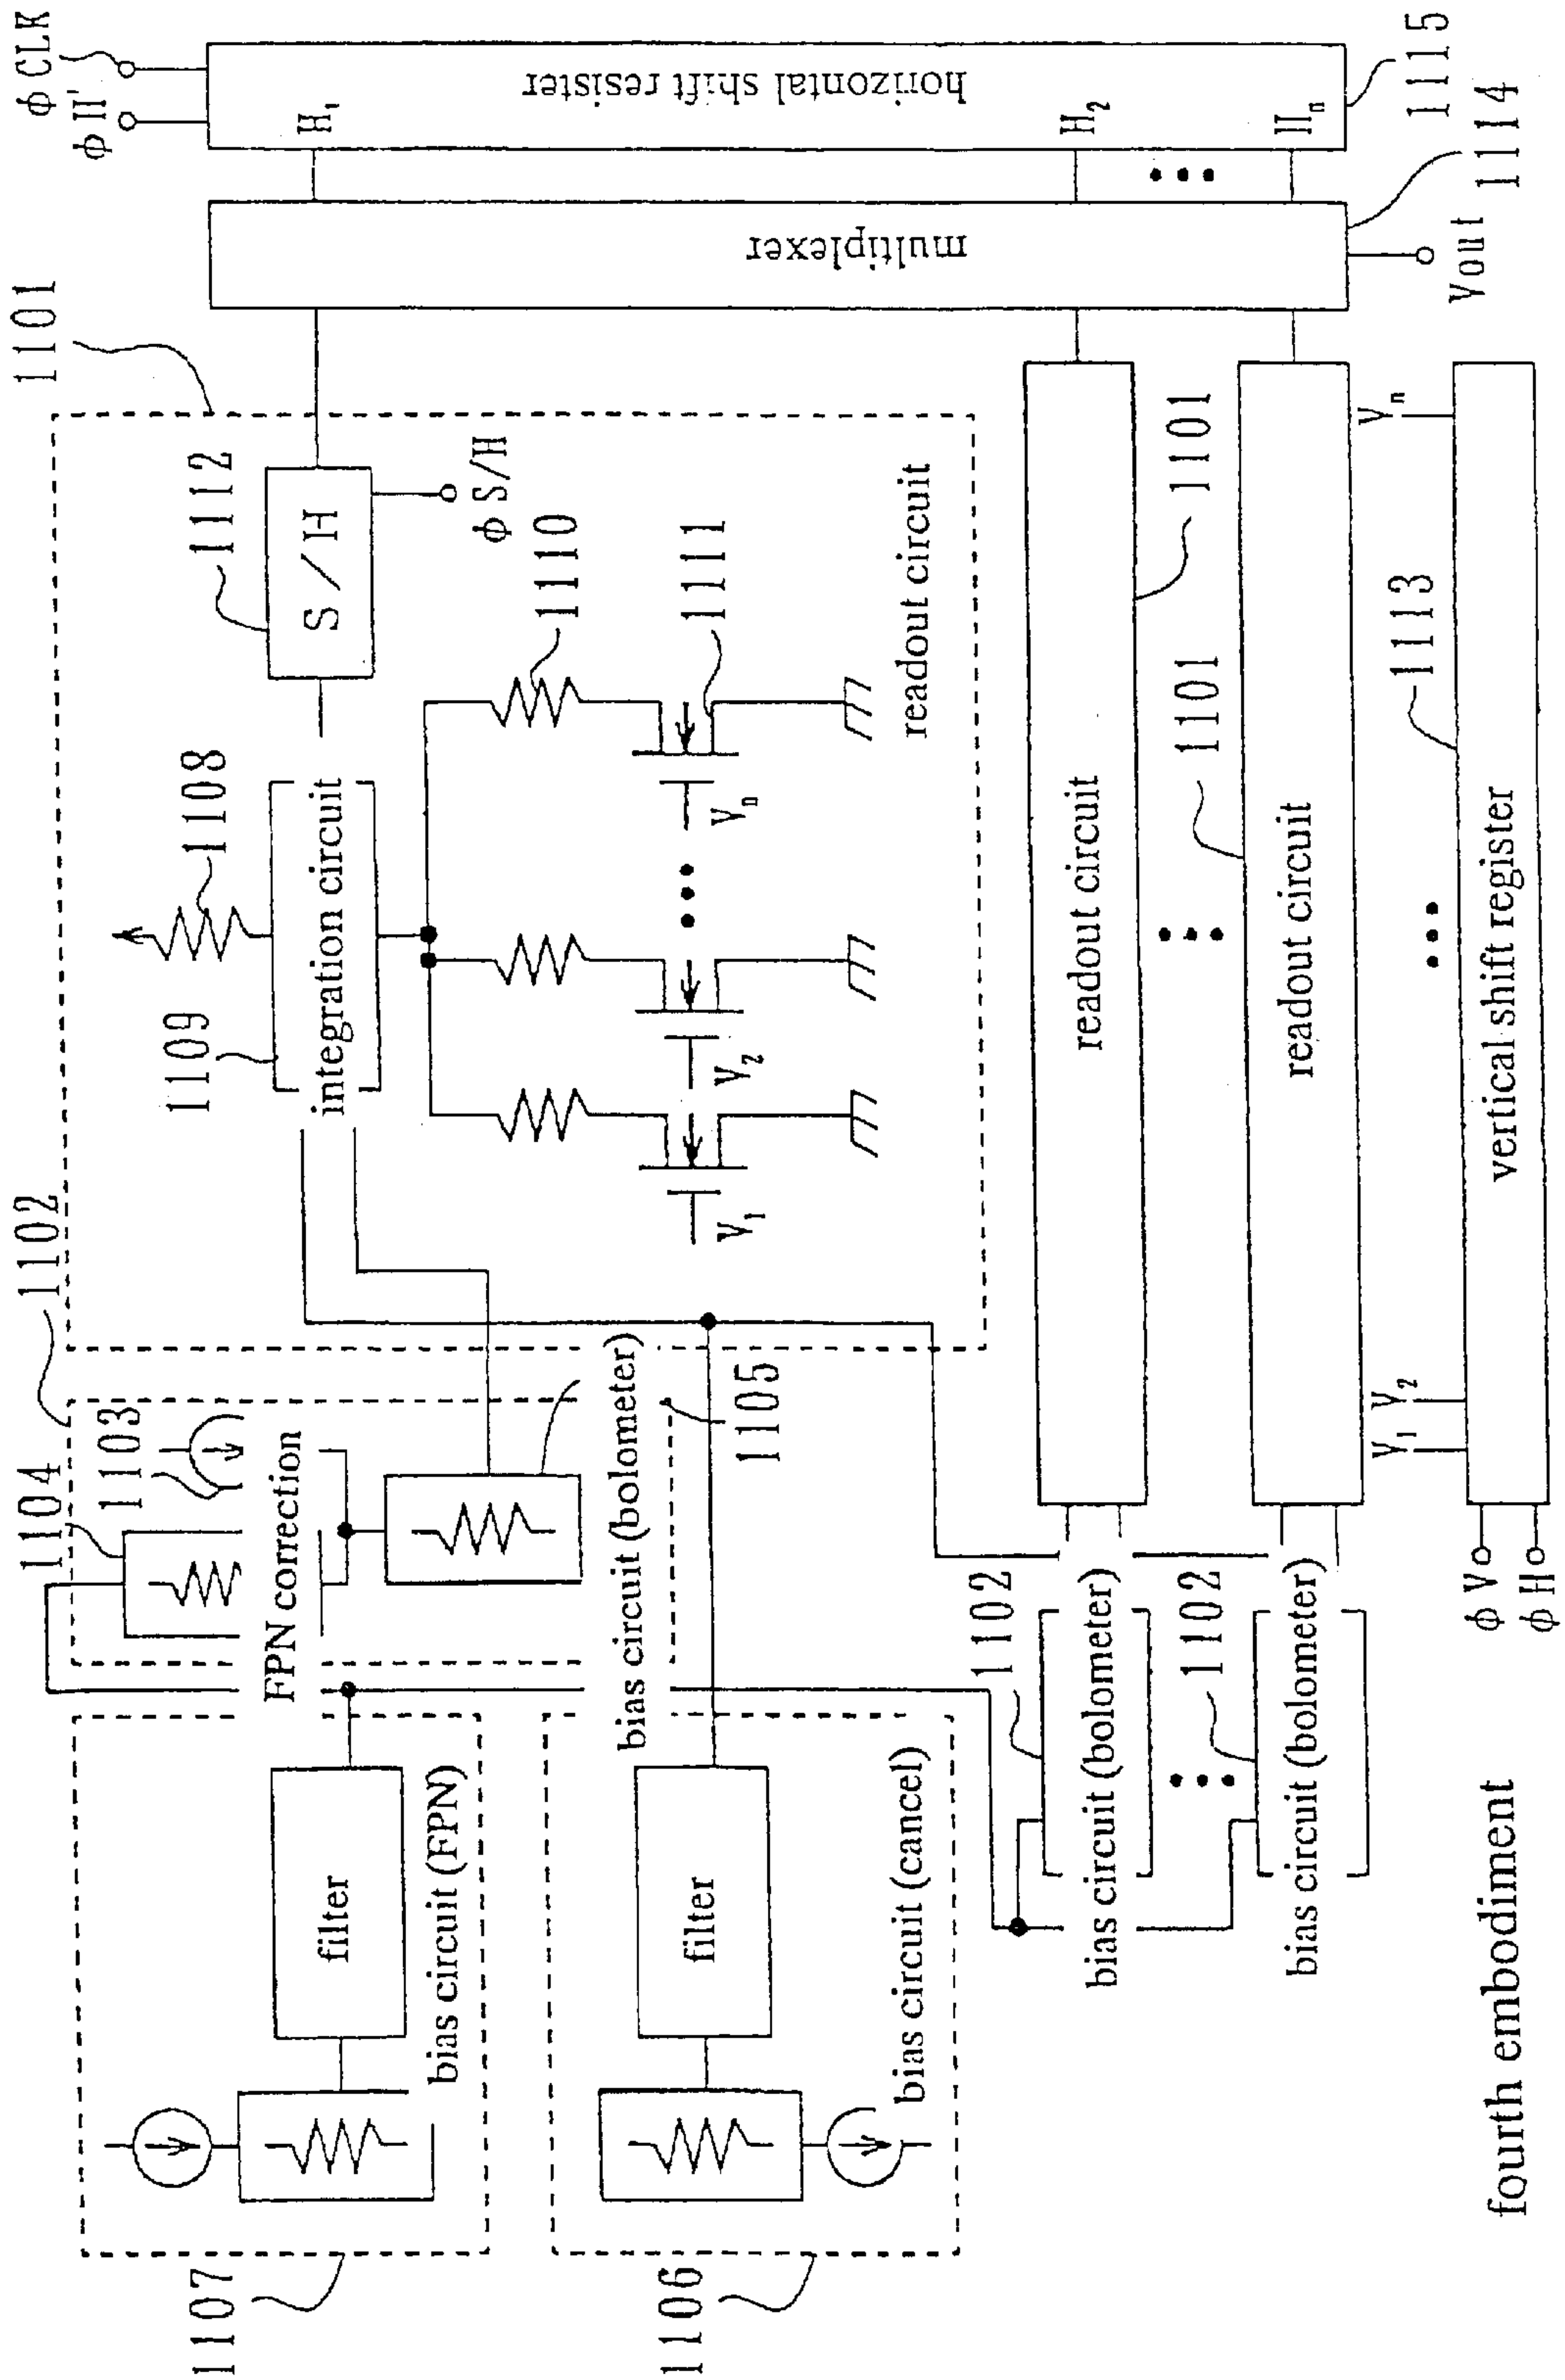 φ CLK
φ H'
horizontal shift resister
H₁
H₂
Hₙ
1115
multiplexer
1114
Vout
1101
1112
S/H
φ S/H
1108
1109
integration circuit
1110
1111
V₁
V₂
Vₙ
readout circuit
1102
1103
1104
FPN correction
bias circuit (bolometer)
1105
filter
bias circuit (FPN)
1107
filter
bias circuit (cancel)
1106
readout circuit
1101
readout circuit
1101
1102
bias circuit (bolometer)
1102
bias circuit (bolometer)
V₁
V₂
Vₙ
1113
vertical shift register
φ V
φ H
fourth embodiment